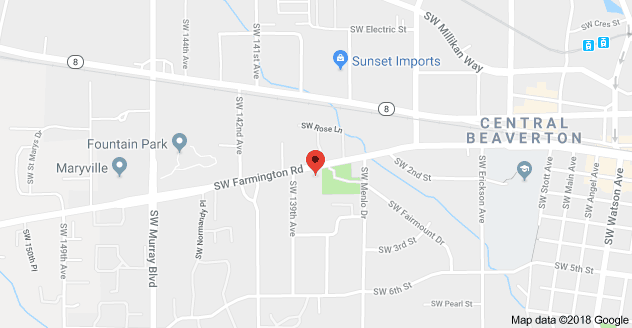 SW Electric St
SW Cres St
SW 144th Ave
SW 141st Ave
SW Millikan Way
8
Sunset Imports
8
SW Rose Ln
CENTRAL
BEAVERTON
SW 142nd Ave
SW St Marys Dr
Fountain Park
Maryville
SW Farmington Rd
SW 2nd St
SW Erickson Ave
SW Stott Ave
SW Main Ave
SW Angel Ave
SW Watson Ave
SW 150th Pl
SW 149th Ave
SW Murray Blvd
SW Normandy Pl
SW 139th Ave
SW Menlo Dr
SW Fairmount Dr
SW 3rd St
SW 5th St
SW 6th St
SW Pearl St
Map data ©2018 Google